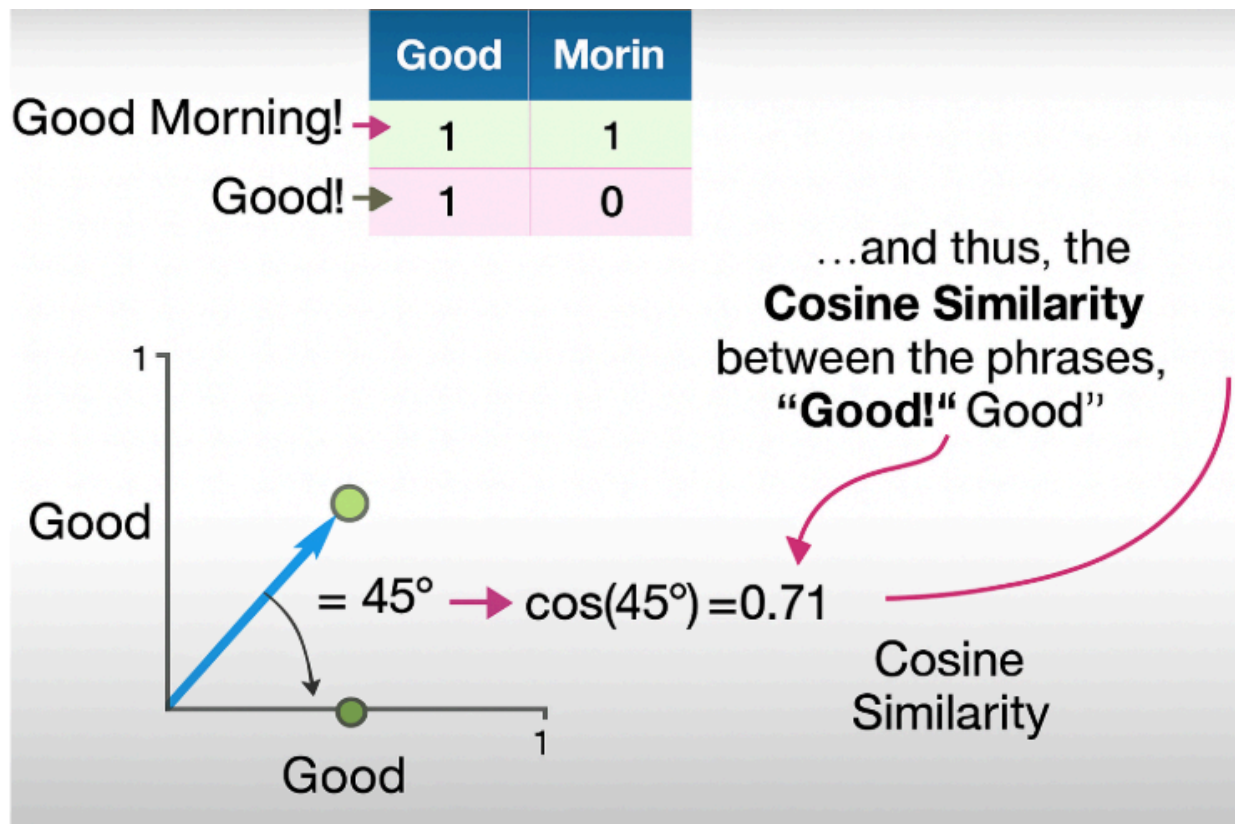 Good Morin
Good Morning! 1 1
Good! 1 0
…and thus, the
Cosine Similarity
between the phrases,
“Good!“ Good”
1
Good
= 45° cos(45°) =0.71
Cosine
Similarity
1
Good